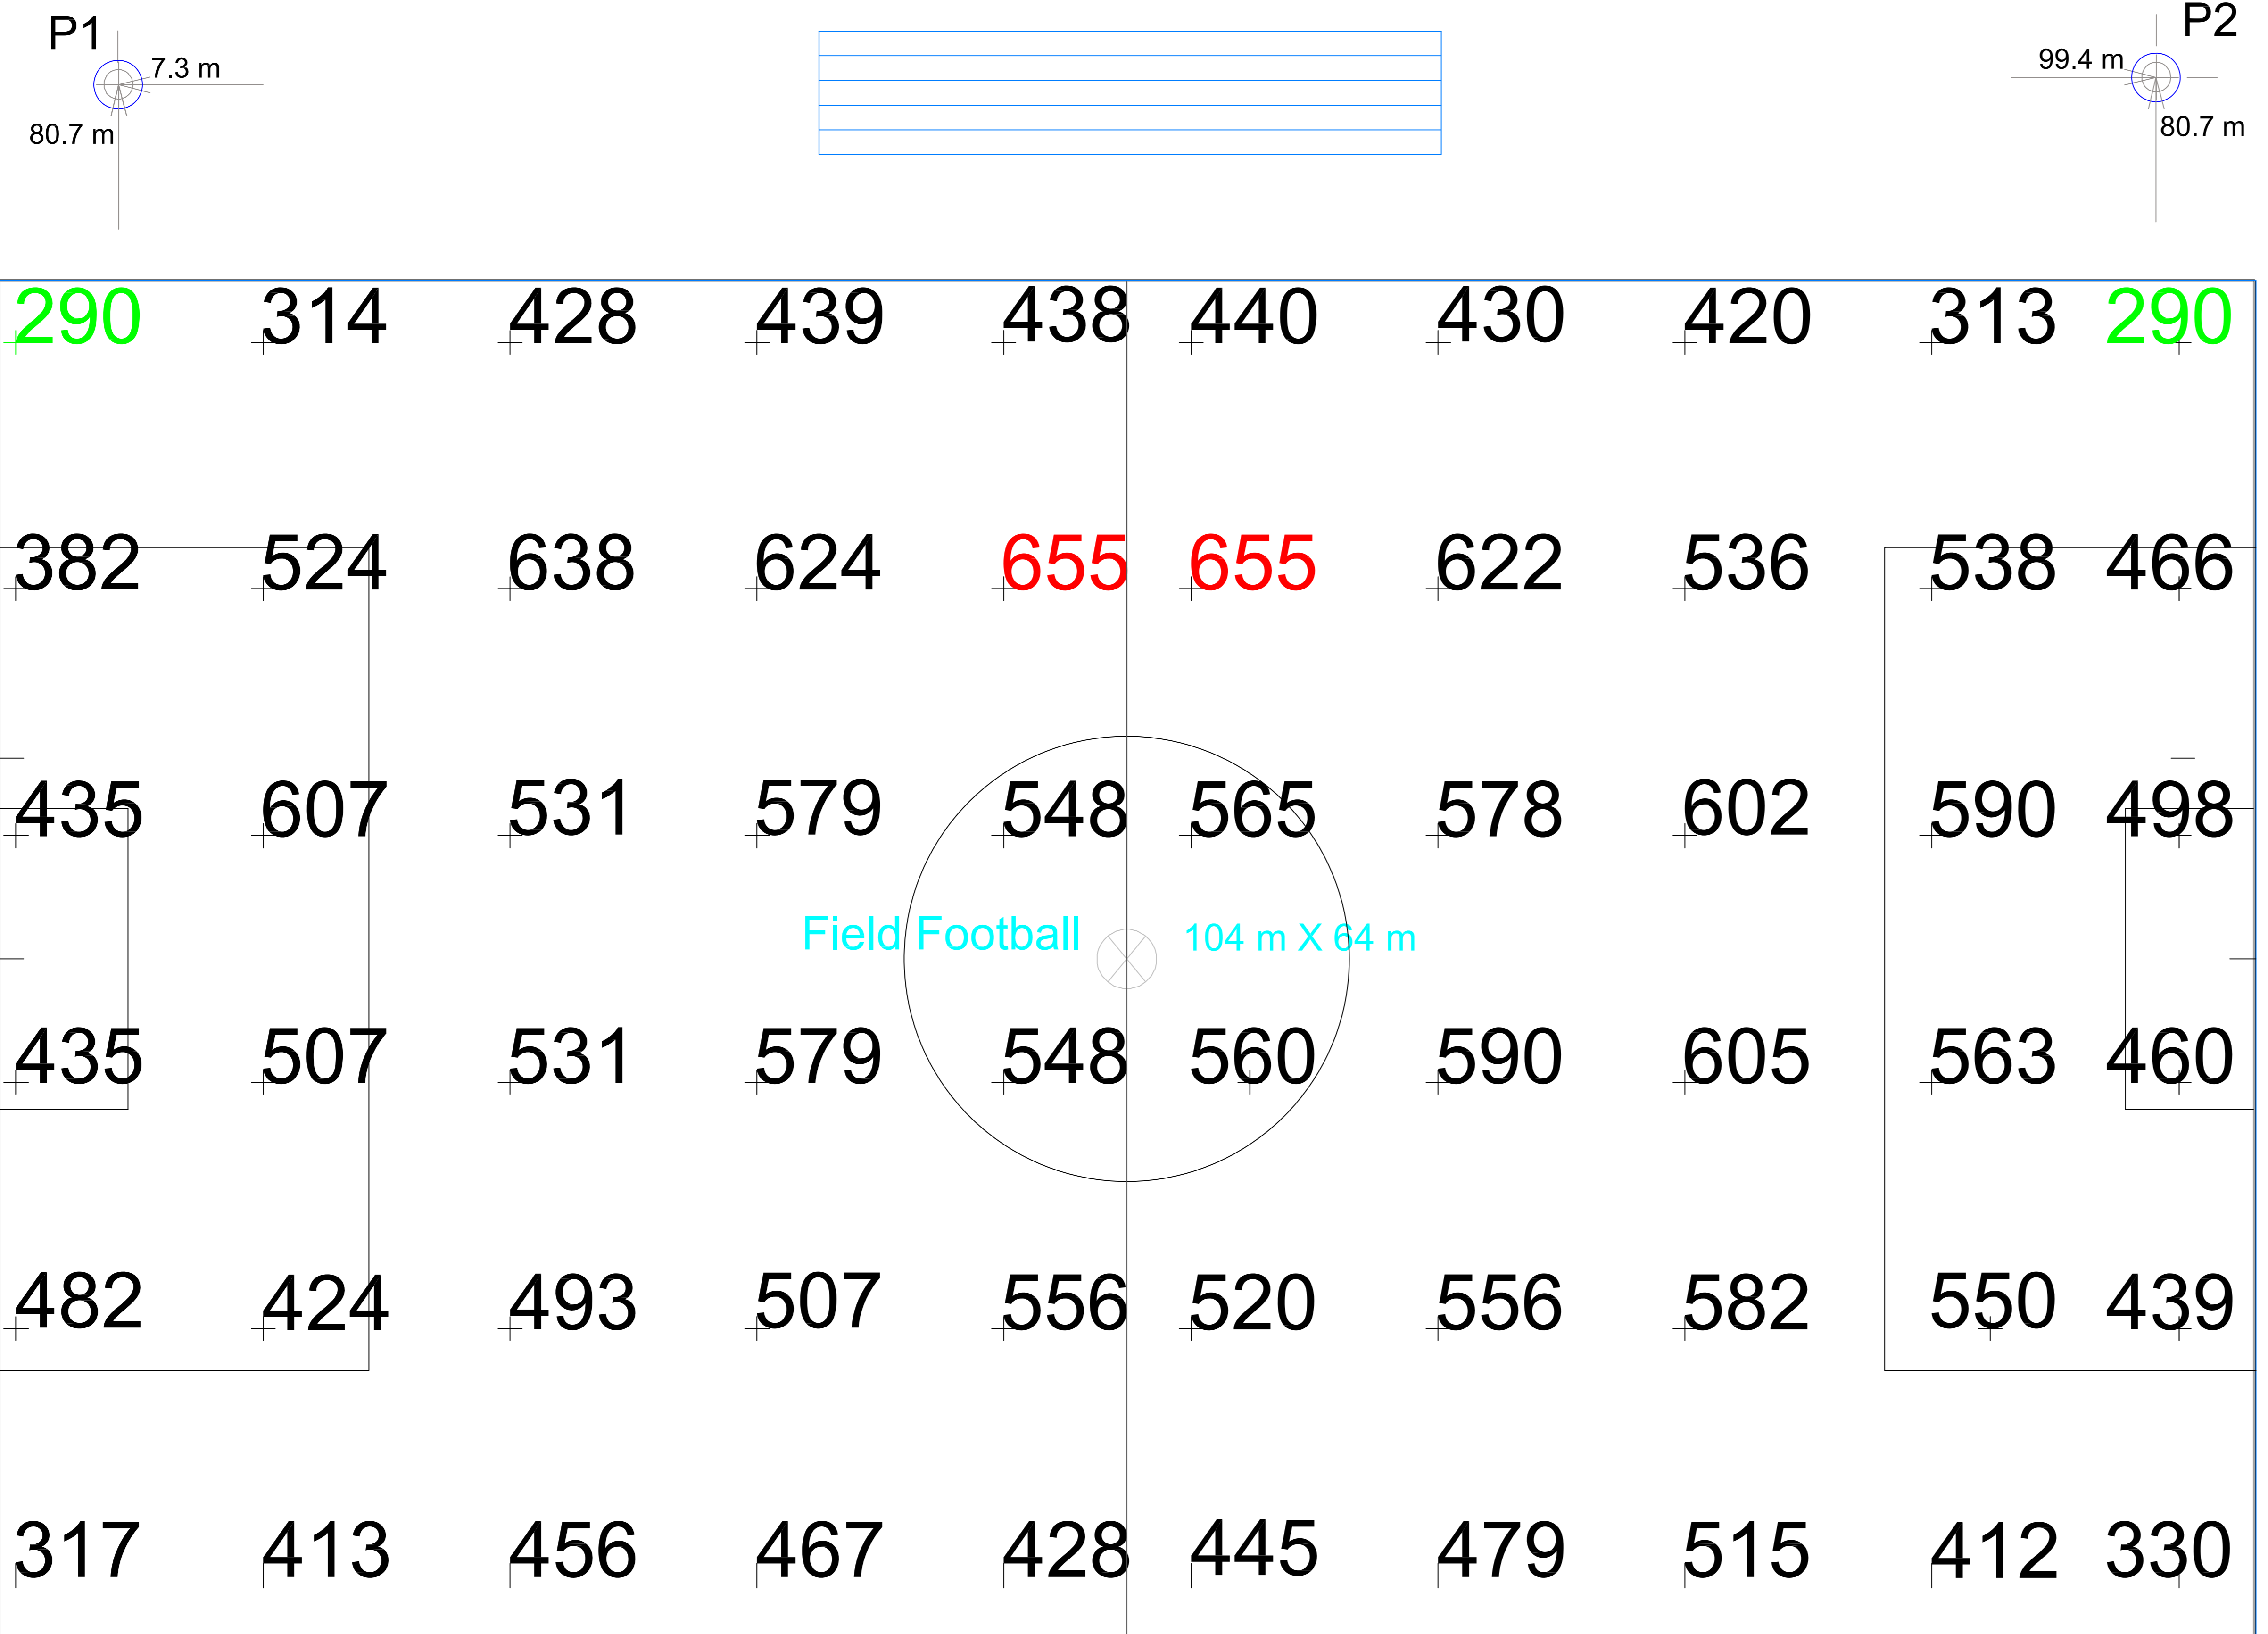 P1
P2
7.3 m
99.4 m
80.7 m
80.7 m
290 314 428 439 438 440 430 420 313 290
382 524 638 624 655 655 622 536 538 466
435 607 531 579 548 565 578 602 590 498
Field Football 104 m X 64 m
435 507 531 579 548 560 590 605 563 460
482 424 493 507 556 520 556 582 550 439
317 413 456 467 428 445 479 515 412 330